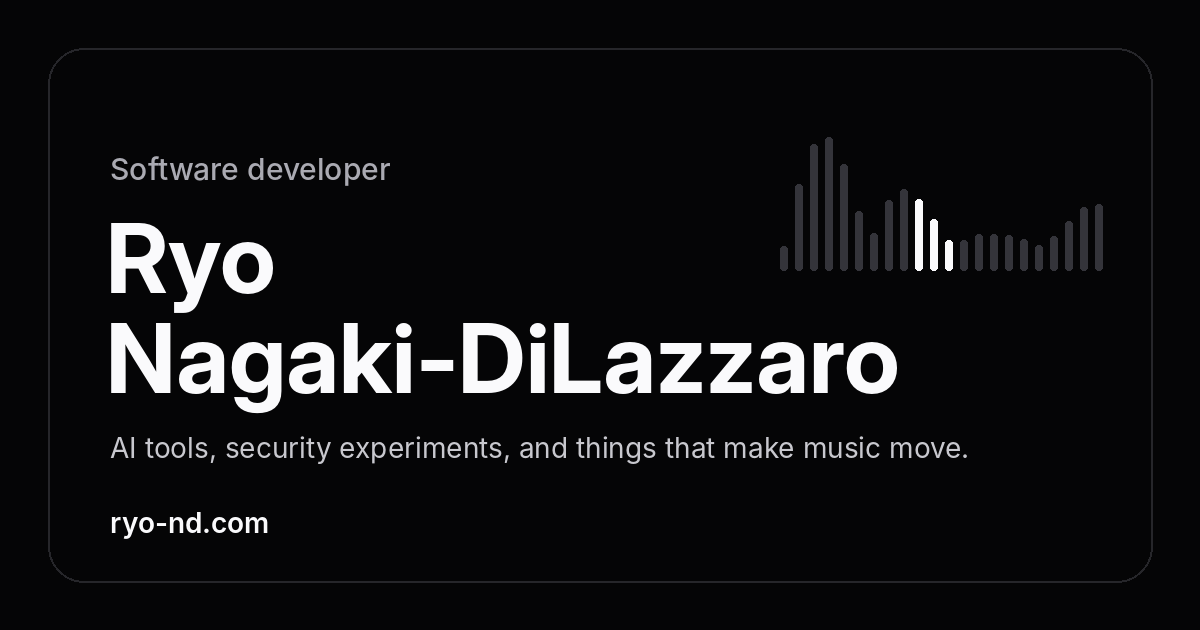 Software developer
Ryo
Nagaki-DiLazzaro
AI tools, security experiments, and things that make music move.
ryo-nd.com